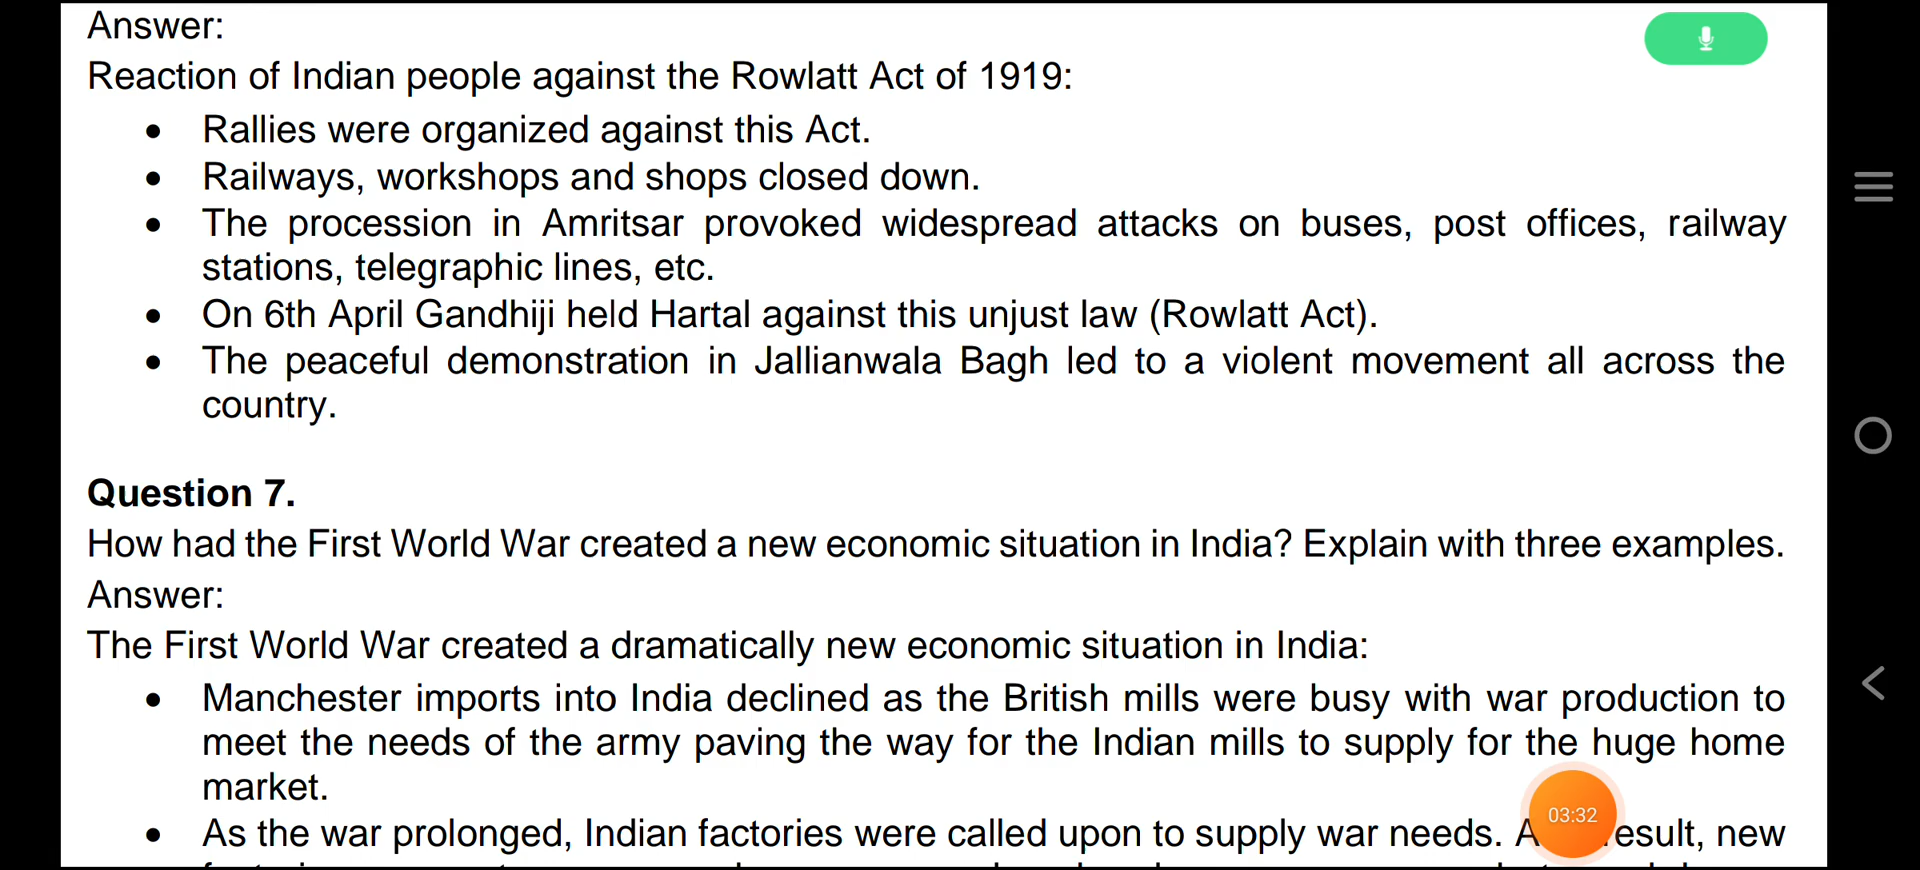 Answer:
Reaction of Indian people against the Rowlatt Act of 1919:
• Rallies were organized against this Act.
• Railways, workshops and shops closed down.
• The procession in Amritsar provoked widespread attacks on buses, post offices, railway
stations, telegraphic lines, etc.
• On 6th April Gandhiji held Hartal against this unjust law (Rowlatt Act).
• The peaceful demonstration in Jallianwala Bagh led to a violent movement all across the
country.
Question 7.
How had the First World War created a new economic situation in India? Explain with three examples.
Answer:
The First World War created a dramatically new economic situation in India:
• Manchester imports into India declined as the British mills were busy with war production to
meet the needs of the army paving the way for the Indian mills to supply for the huge home
market.
03:32
• As the war prolonged, Indian factories were called upon to supply war needs. new